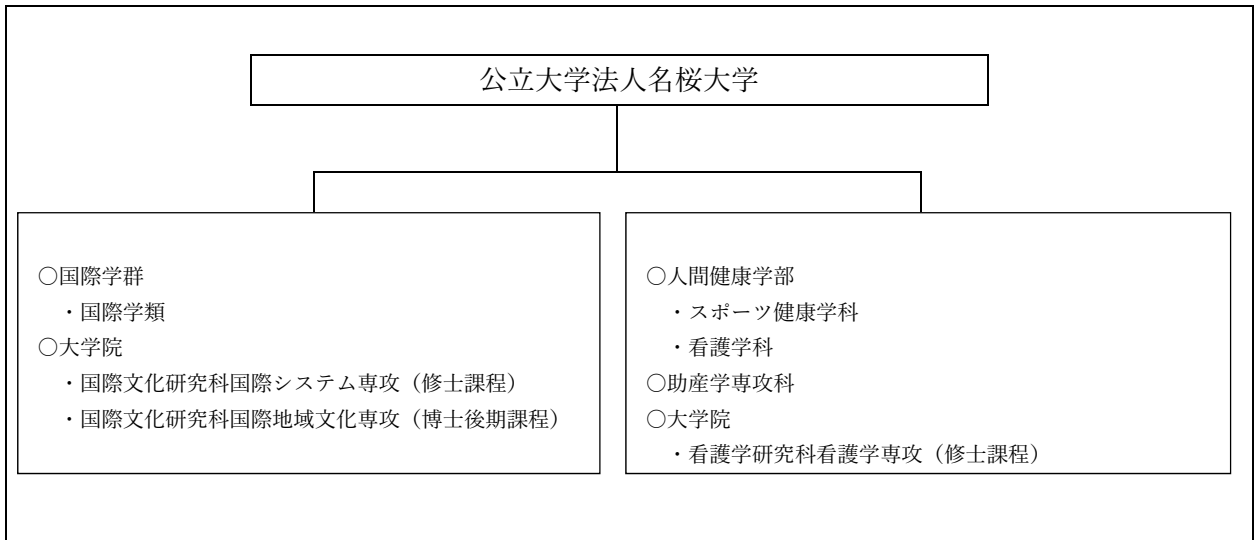 公立大学法人名桜大学
〇国際学群
・国際学類
〇大学院
・国際文化研究科国際システム専攻（修士課程）
・国際文化研究科国際地域文化専攻（博士後期課程）
〇人間健康学部
・スポーツ健康学科
・看護学科
〇助産学専攻科
〇大学院
・看護学研究科看護学専攻（修士課程）